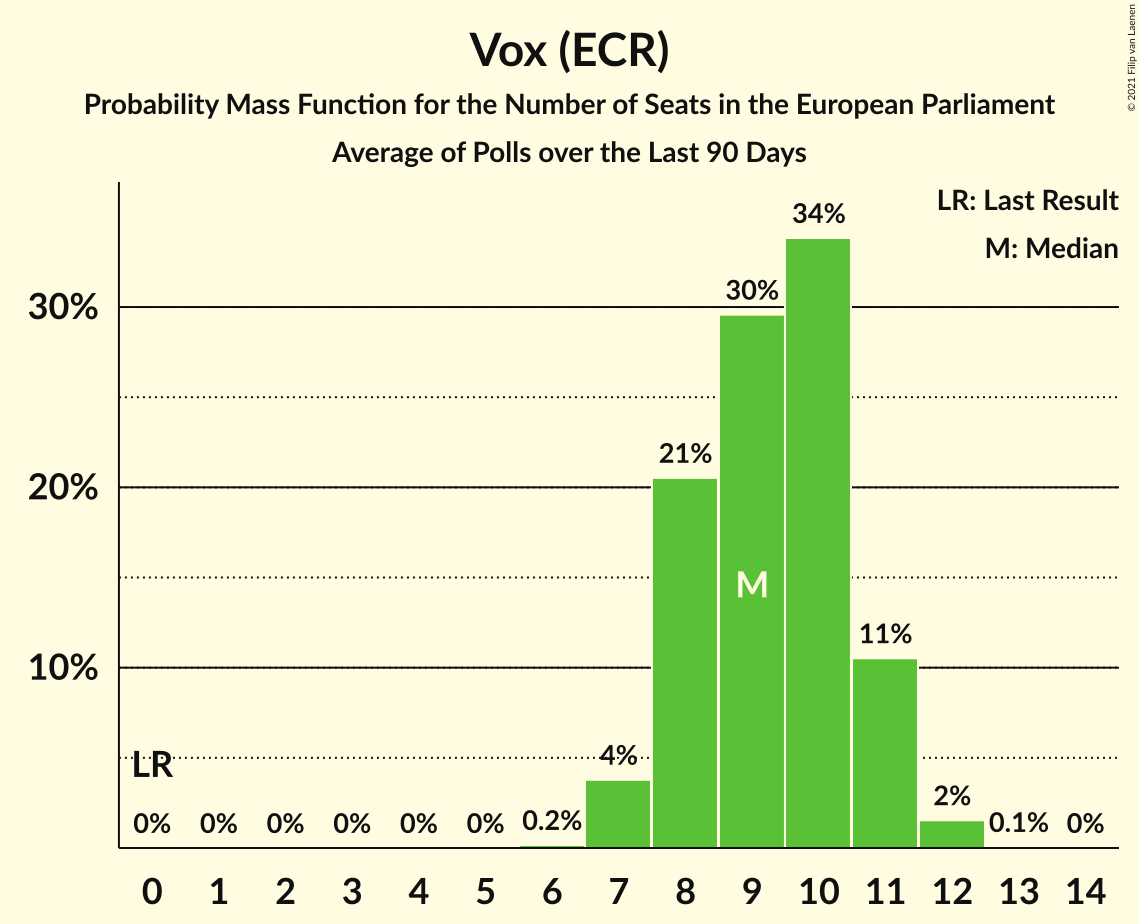 Vox (ECR)
Probability Mass Function for the Number of Seats in the European Parliament
Average of Polls over the Last 90 Days
© 2021 Filip van Laenen
LR: Last Result
M: Median
34%
30%
30%
21%
20%
M
11%
10%
LR
4%
2%
0% 0% 0% 0% 0% 0% 0.2% 0.1% 0%
0 1 2 3 4 5 6 7 8 9 10 11 12 13 14